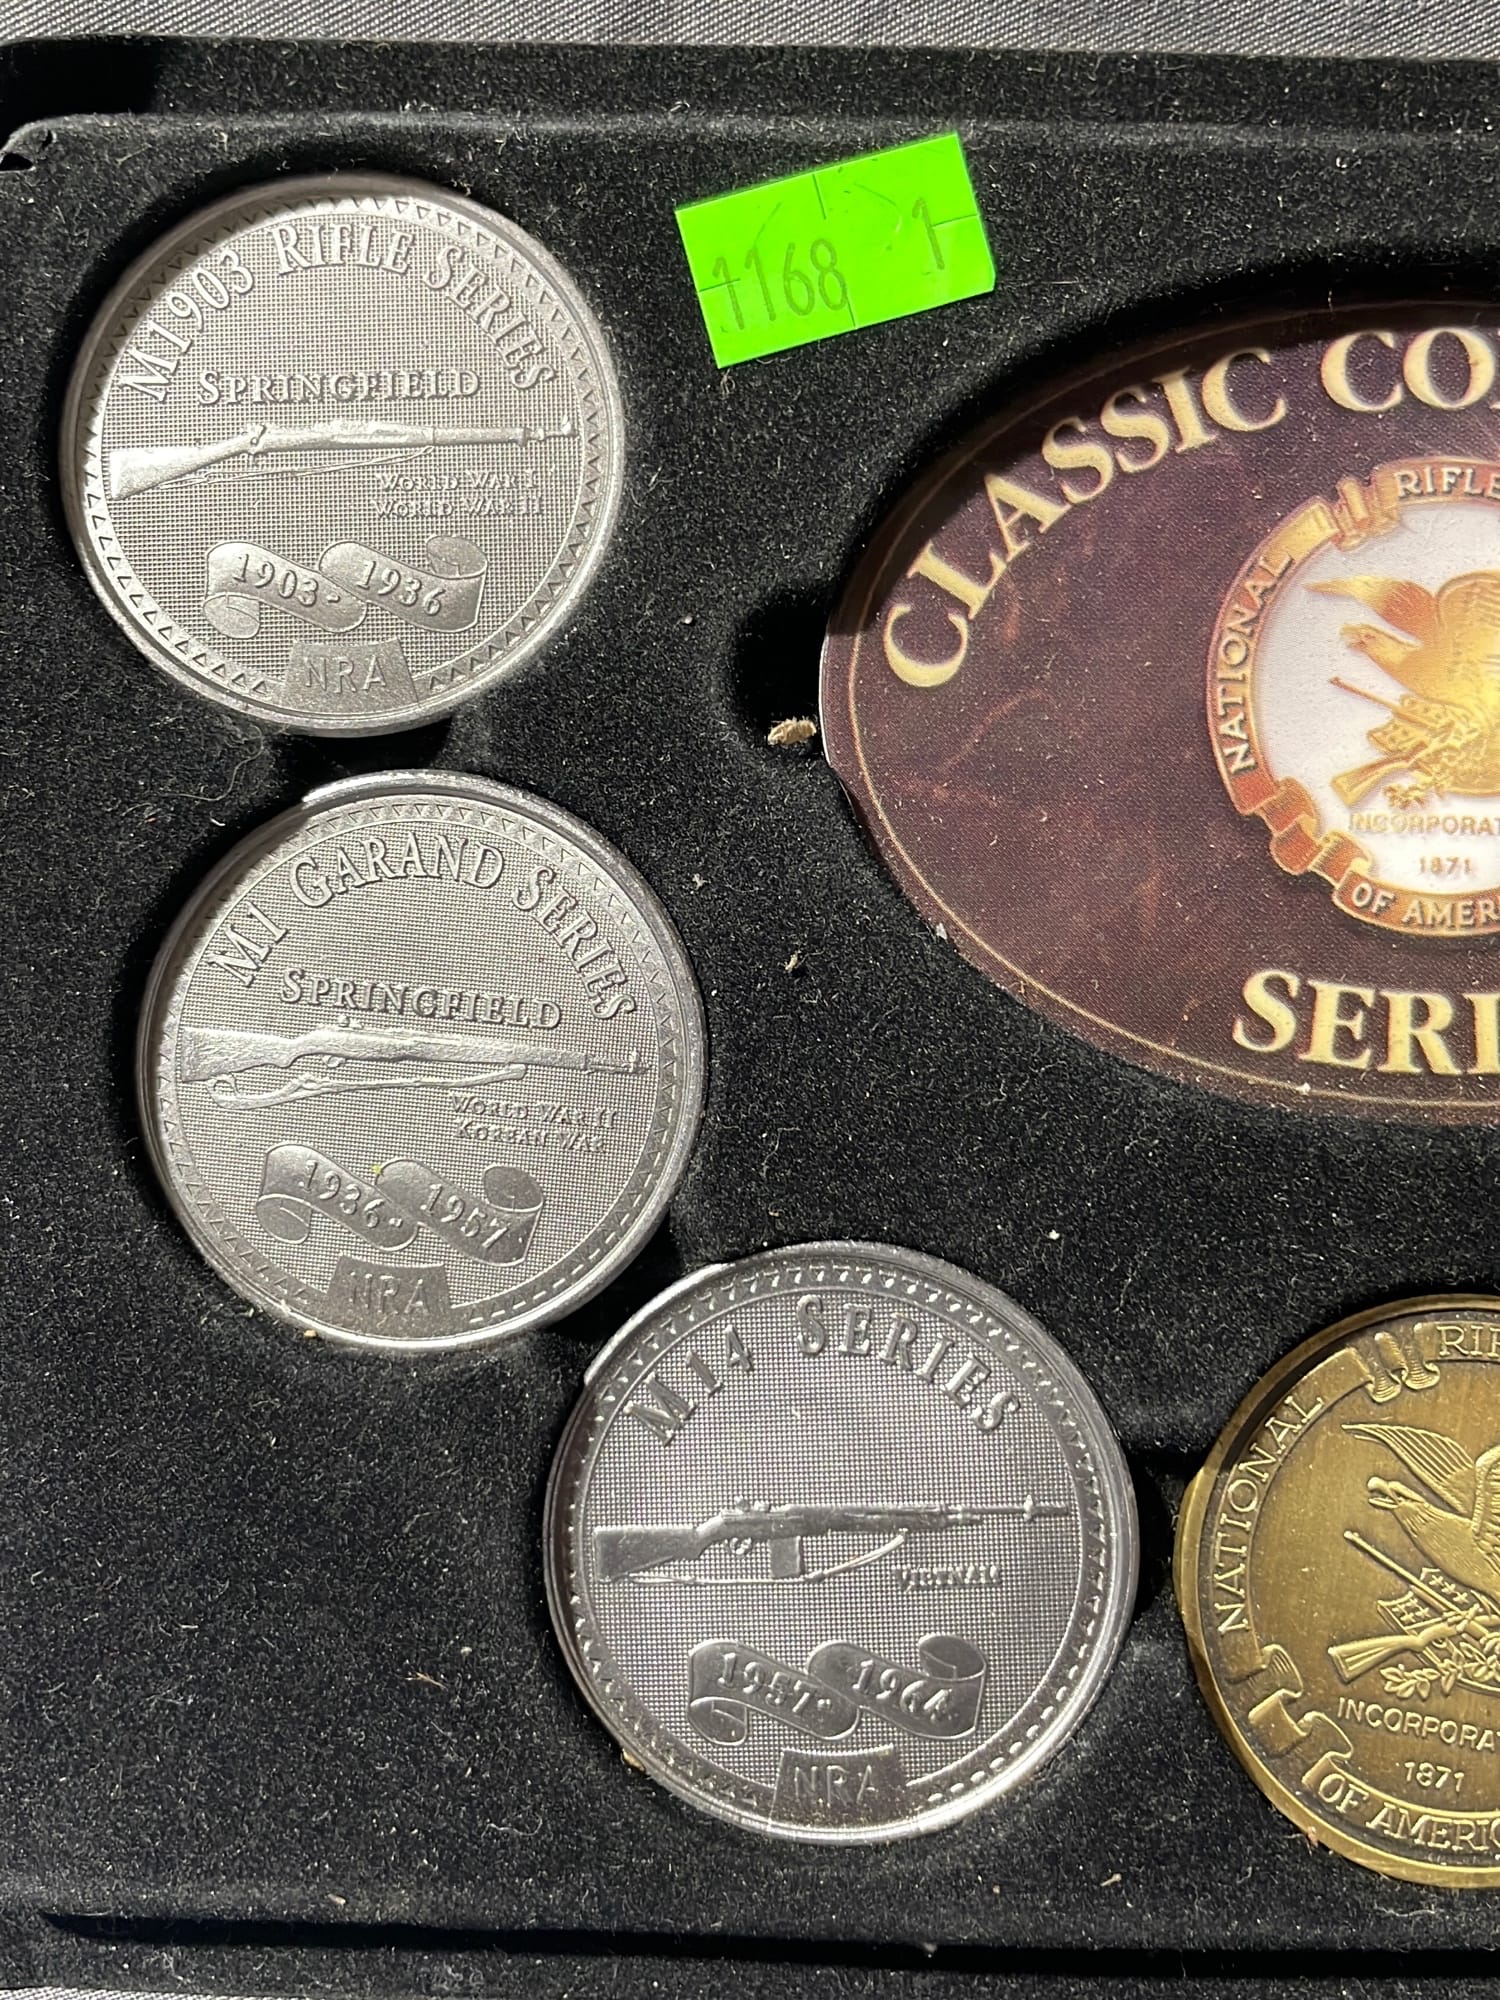 M1903 RIFLE SERIES
SPRINGFIELD
WORLD WAR I
WORLD WAR II
1903-1936
NRA
1168 1
CLASSIC CO
NATIONAL RIFLE
INCORPORAT
1871
OF AMER
SERI
M1 GARAND SERIES
SPRINGFIELD
WORLD WAR II
KOREAN WAR
1936-1957
NRA
M14 SERIES
VIETNAM
1957-1964
NRA
NATIONAL RIF
INCORPORA
1871
OF AMERIC